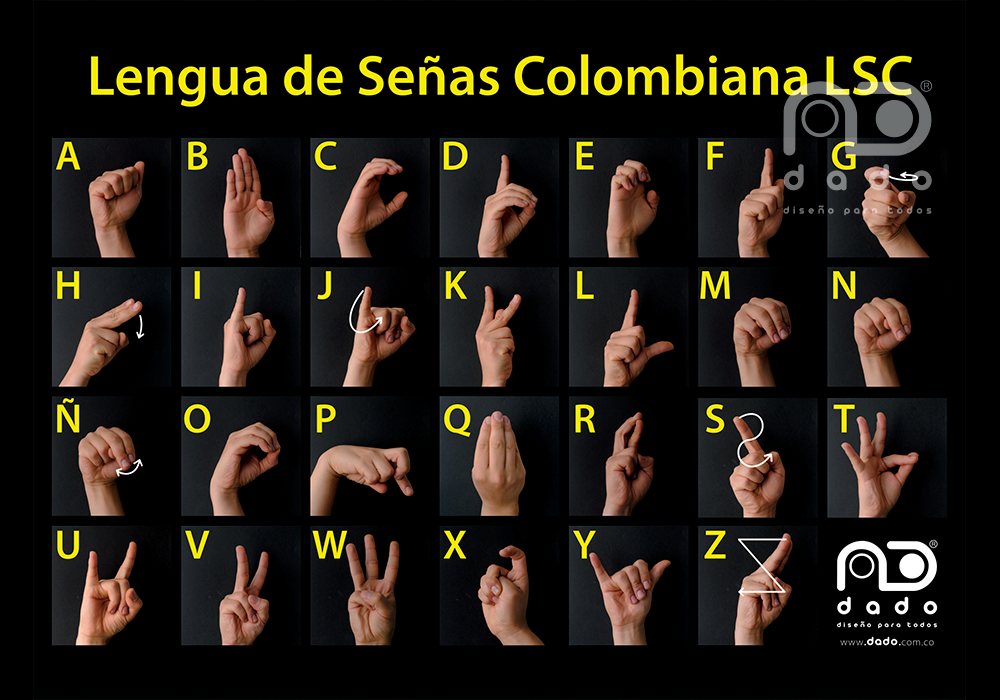 Lengua de Señas Colombiana LSC
dado
diseño para todos
A B C D E F G
H I J K L M N
Ñ O P Q R S T
U V W X Y Z
dado
diseño para todos
www.dado.com.co